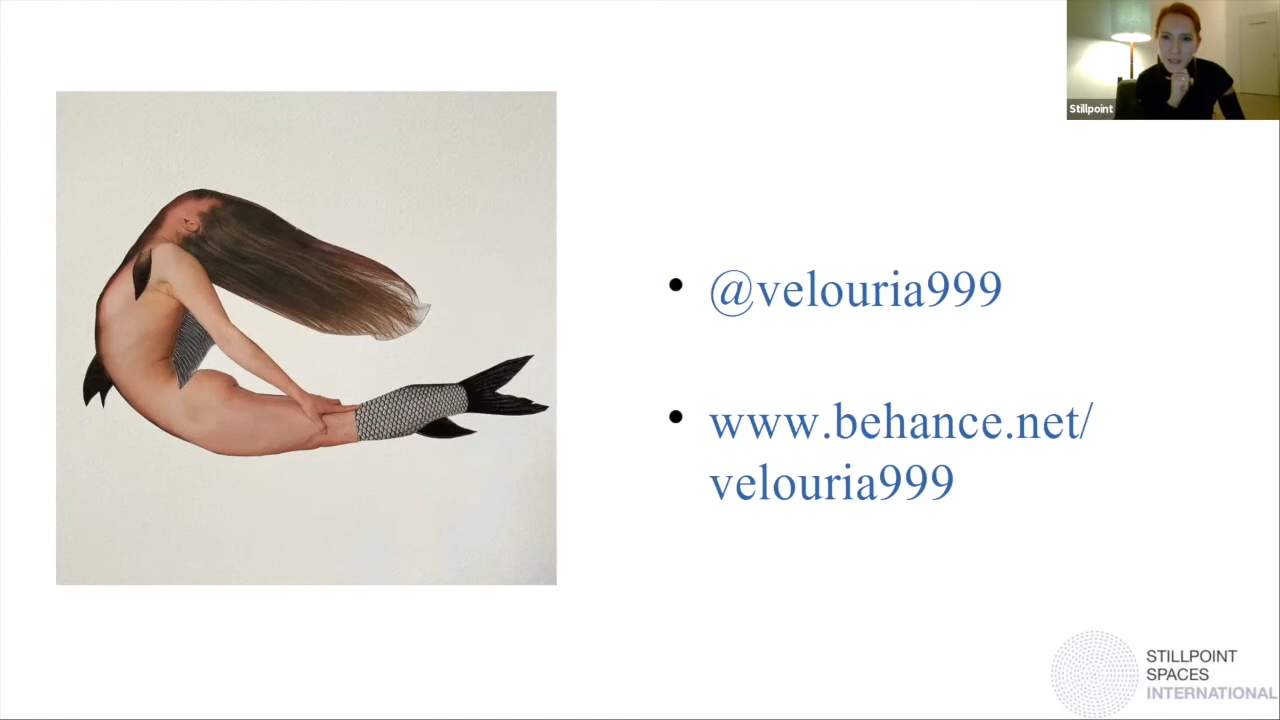 Stillpoint
@velouria999
www.behance.net/
velouria999
STILLPOINT
SPACES
INTERNATIONAL